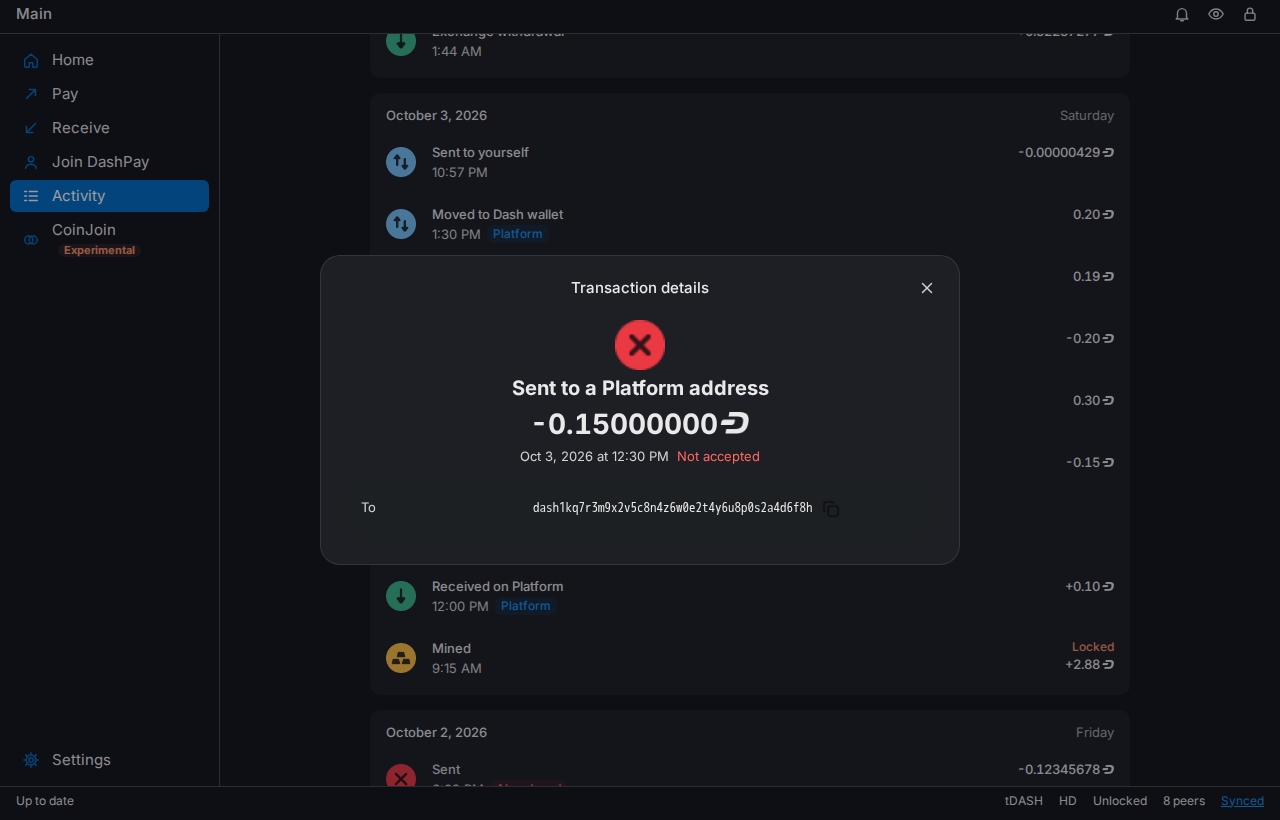 Main
Home
Pay
Receive
Join DashPay
Activity
CoinJoin
Experimental
Settings
1:44 AM
October 3, 2026 Saturday
Sent to yourself -0.00000429
10:57 PM
Moved to Dash wallet 0.20
1:30 PM Platform
0.19
-0.20
0.30
-0.15
Transaction details
Sent to a Platform address
-0.15000000
Oct 3, 2026 at 12:30 PM Not accepted
To dash1kq7r3m9x2v5c8n4z6w0e2t4y6u8p0s2a4d6f8h
Received on Platform +0.10
12:00 PM Platform
Mined Locked
9:15 AM +2.88
October 2, 2026 Friday
Sent -0.12345678
Up to date tDASH HD Unlocked 8 peers Synced